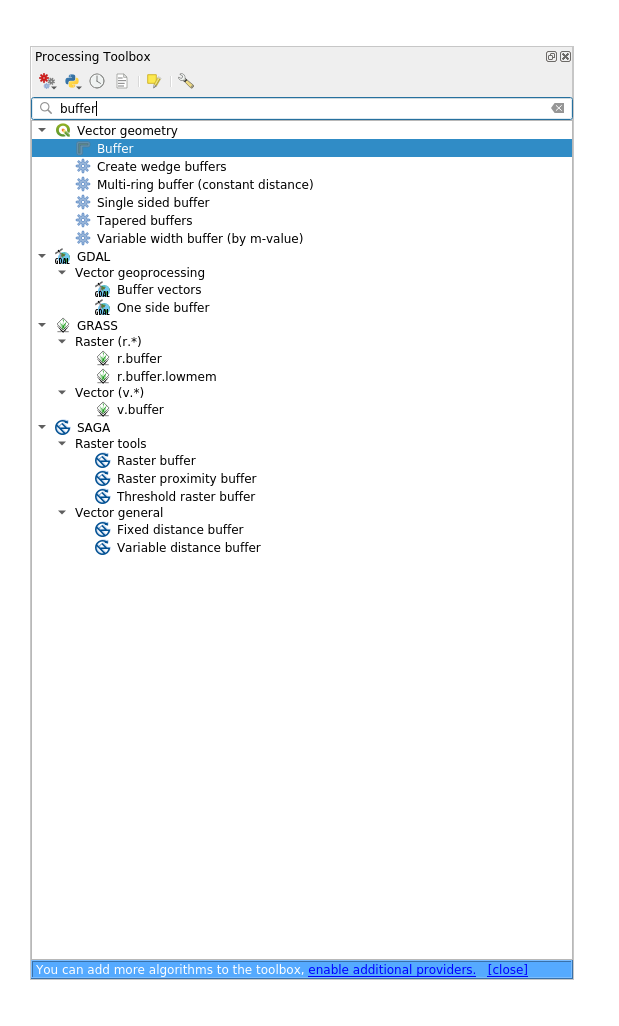 Processing Toolbox
buffer
Vector geometry
Buffer
Create wedge buffers
Multi-ring buffer (constant distance)
Single sided buffer
Tapered buffers
Variable width buffer (by m-value)
GDAL
Vector geoprocessing
GDAL Buffer vectors
GDAL One side buffer
GRASS
Raster (r.*)
r.buffer
r.buffer.lowmem
Vector (v.*)
v.buffer
SAGA
Raster tools
Raster buffer
Raster proximity buffer
Threshold raster buffer
Vector general
Fixed distance buffer
Variable distance buffer
You can add more algorithms to the toolbox, enable additional providers. [close]